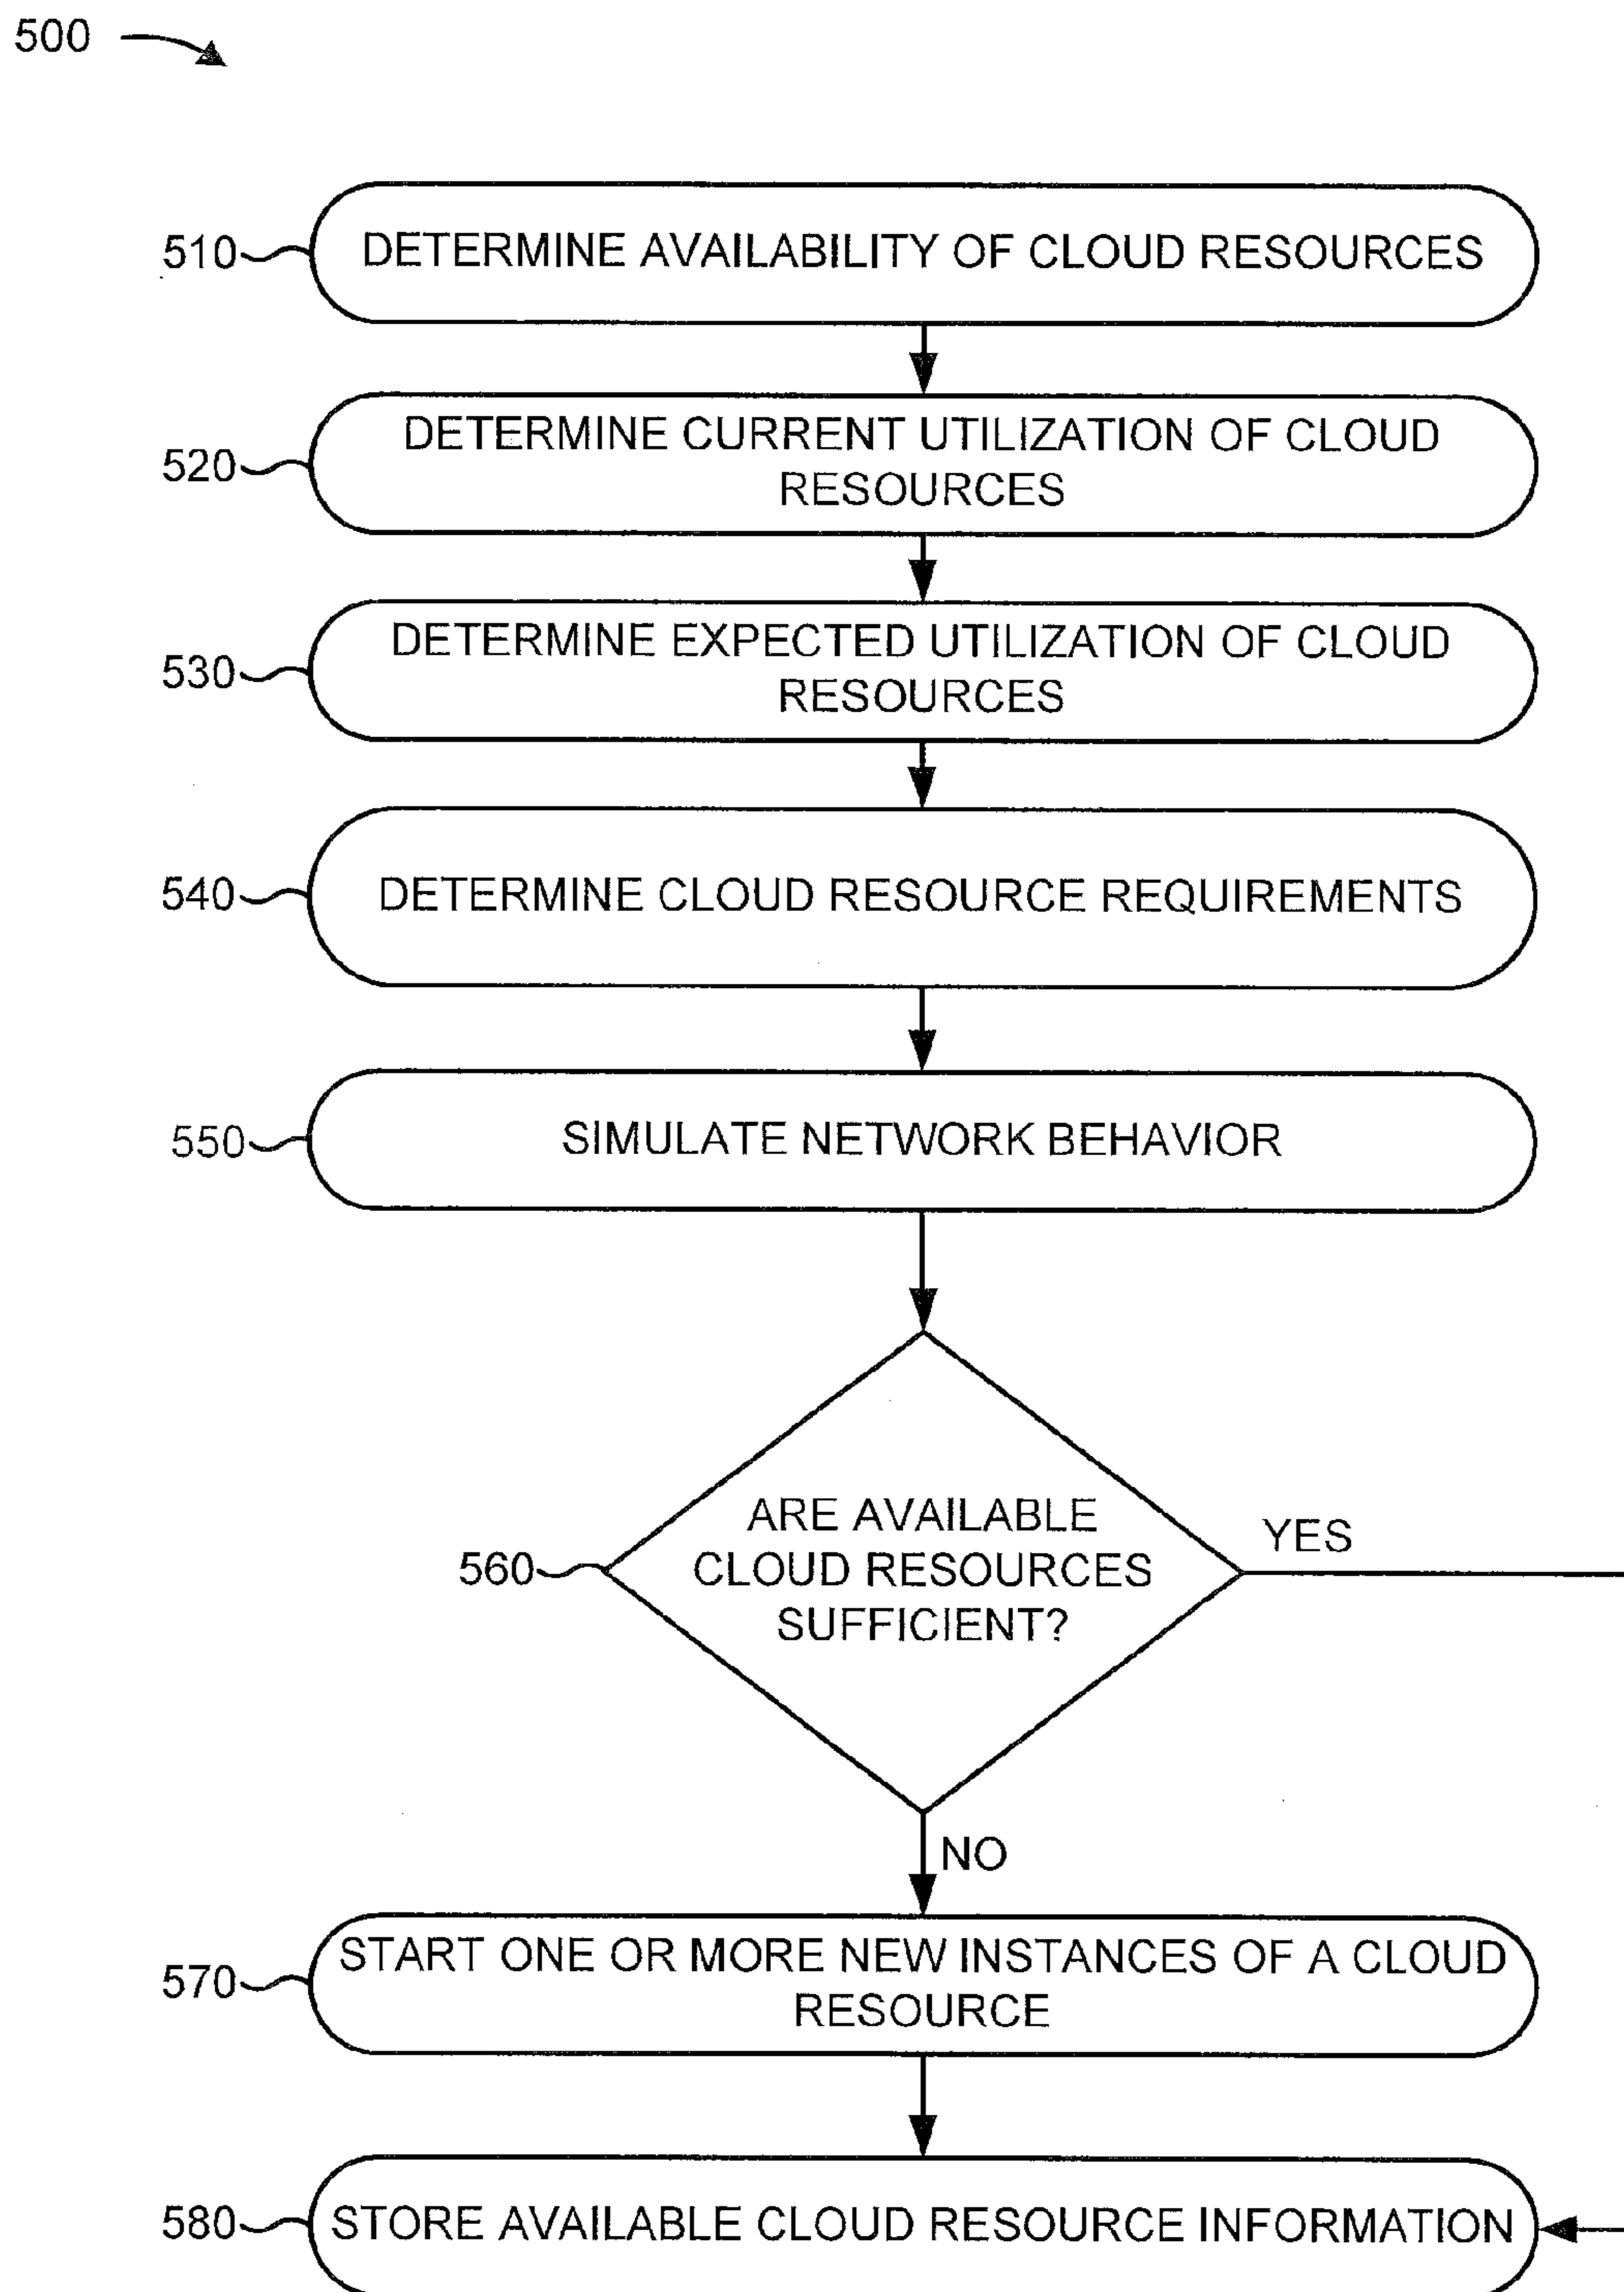 500
510
DETERMINE AVAILABILITY OF CLOUD RESOURCES
520
DETERMINE CURRENT UTILIZATION OF CLOUD
RESOURCES
530
DETERMINE EXPECTED UTILIZATION OF CLOUD
RESOURCES
540
DETERMINE CLOUD RESOURCE REQUIREMENTS
550
SIMULATE NETWORK BEHAVIOR
560
ARE AVAILABLE
CLOUD RESOURCES
SUFFICIENT?
YES
NO
570
START ONE OR MORE NEW INSTANCES OF A CLOUD
RESOURCE
580
STORE AVAILABLE CLOUD RESOURCE INFORMATION